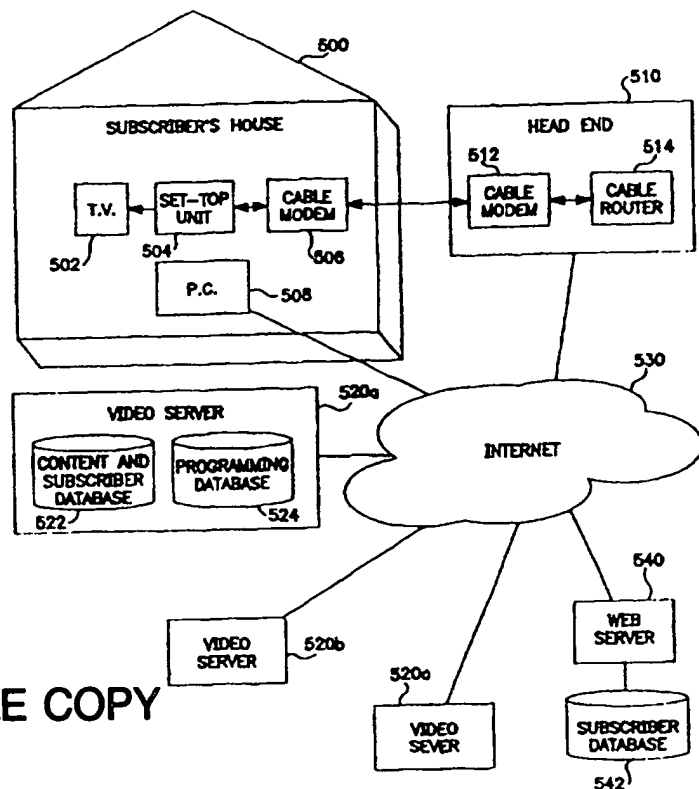 500
510
SUBSCRIBER'S HOUSE
HEAD END
512
514
T.V.
SET-TOP
UNIT
CABLE
MODEM
CABLE
MODEM
CABLE
ROUTER
502
504
506
P.C.
508
530
520a
VIDEO SERVER
CONTENT AND
SUBSCRIBER
DATABASE
PROGRAMMING
DATABASE
INTERNET
522
524
540
WEB
SERVER
VIDEO
SERVER
520b
520c
E COPY
VIDEO
SEVER
SUBSCRIBER
DATABASE
542